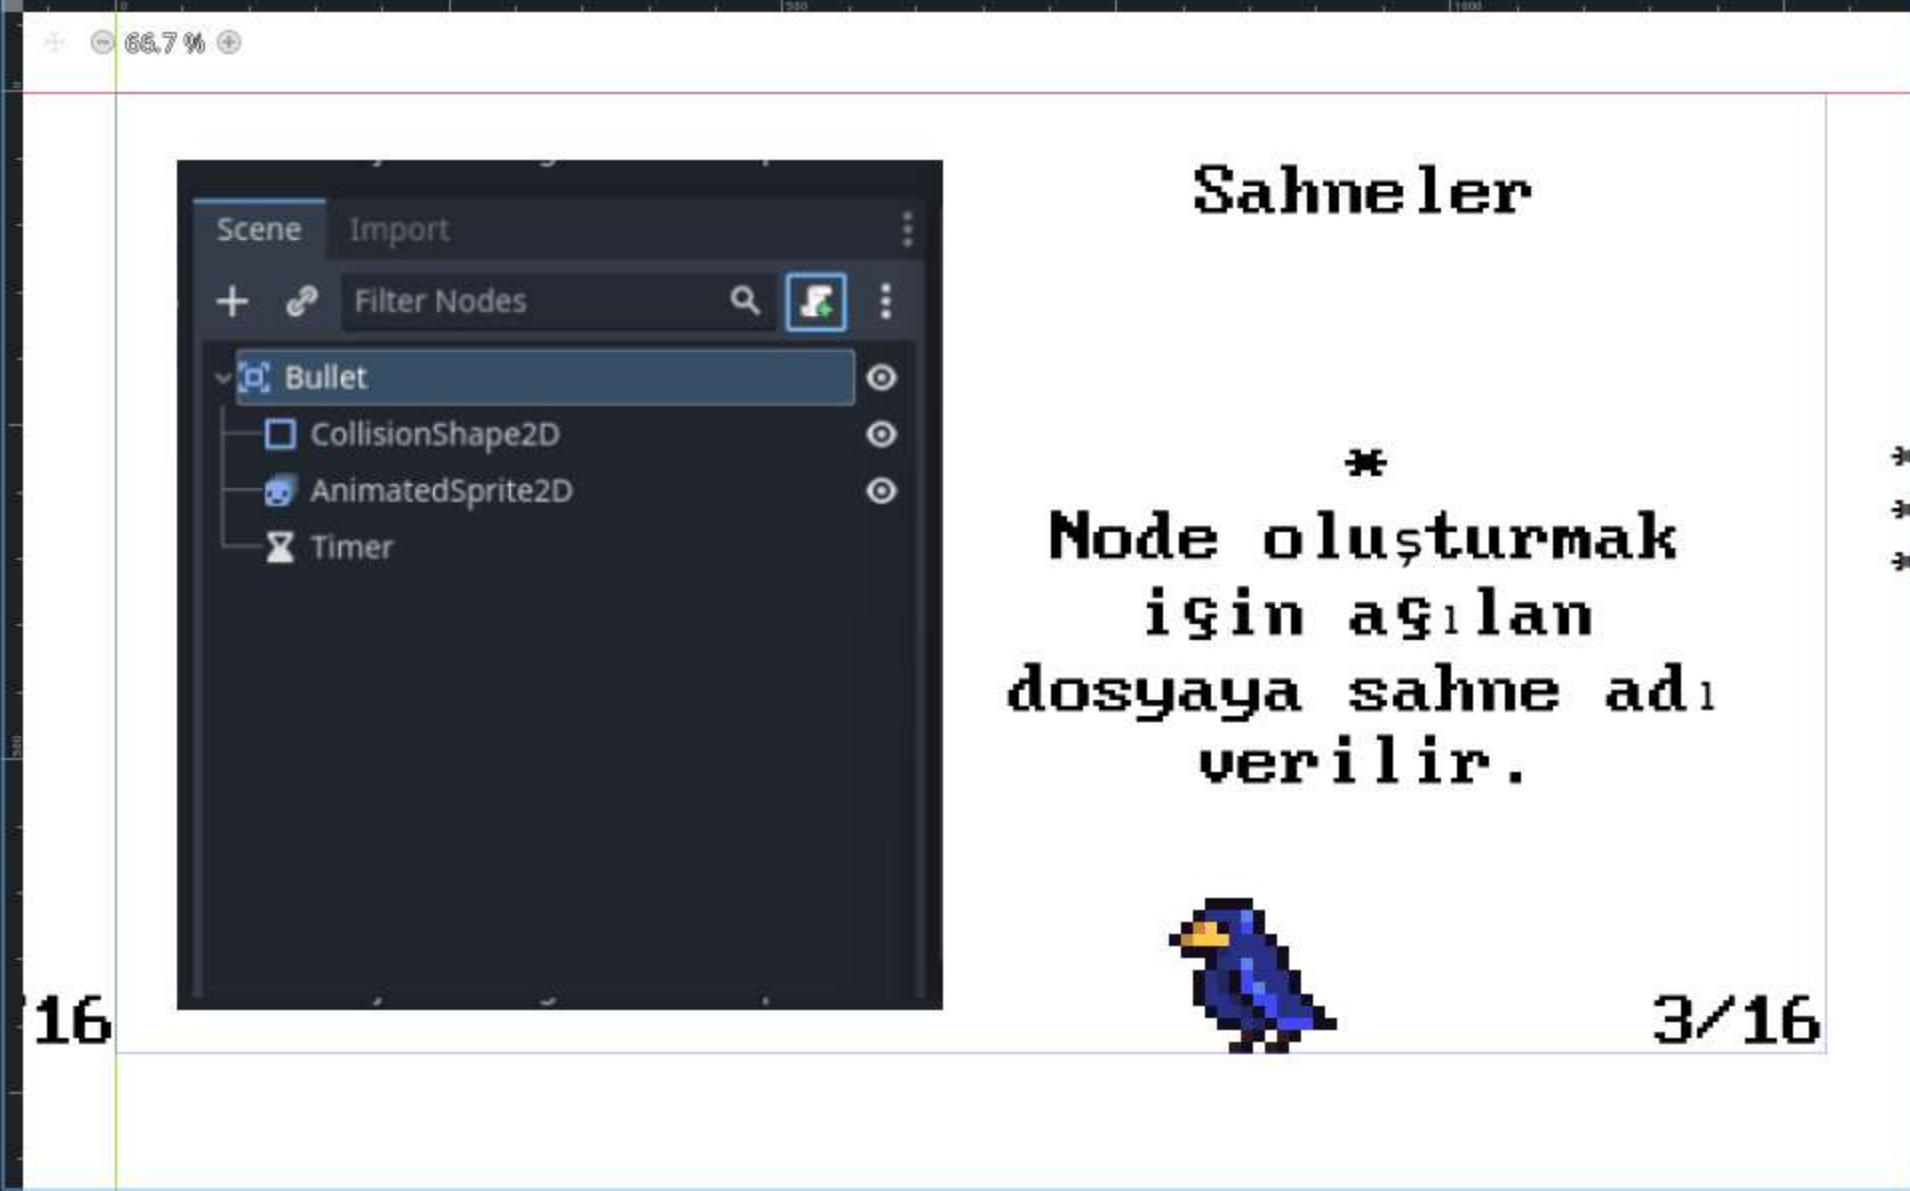 66.7 %
Scene Import
Filter Nodes
Bullet
CollisionShape2D
AnimatedSprite2D
Timer
Sahneler
*
Node oluşturmak
için açılan
dosyaya sahne adı
verilir.
16
3/16